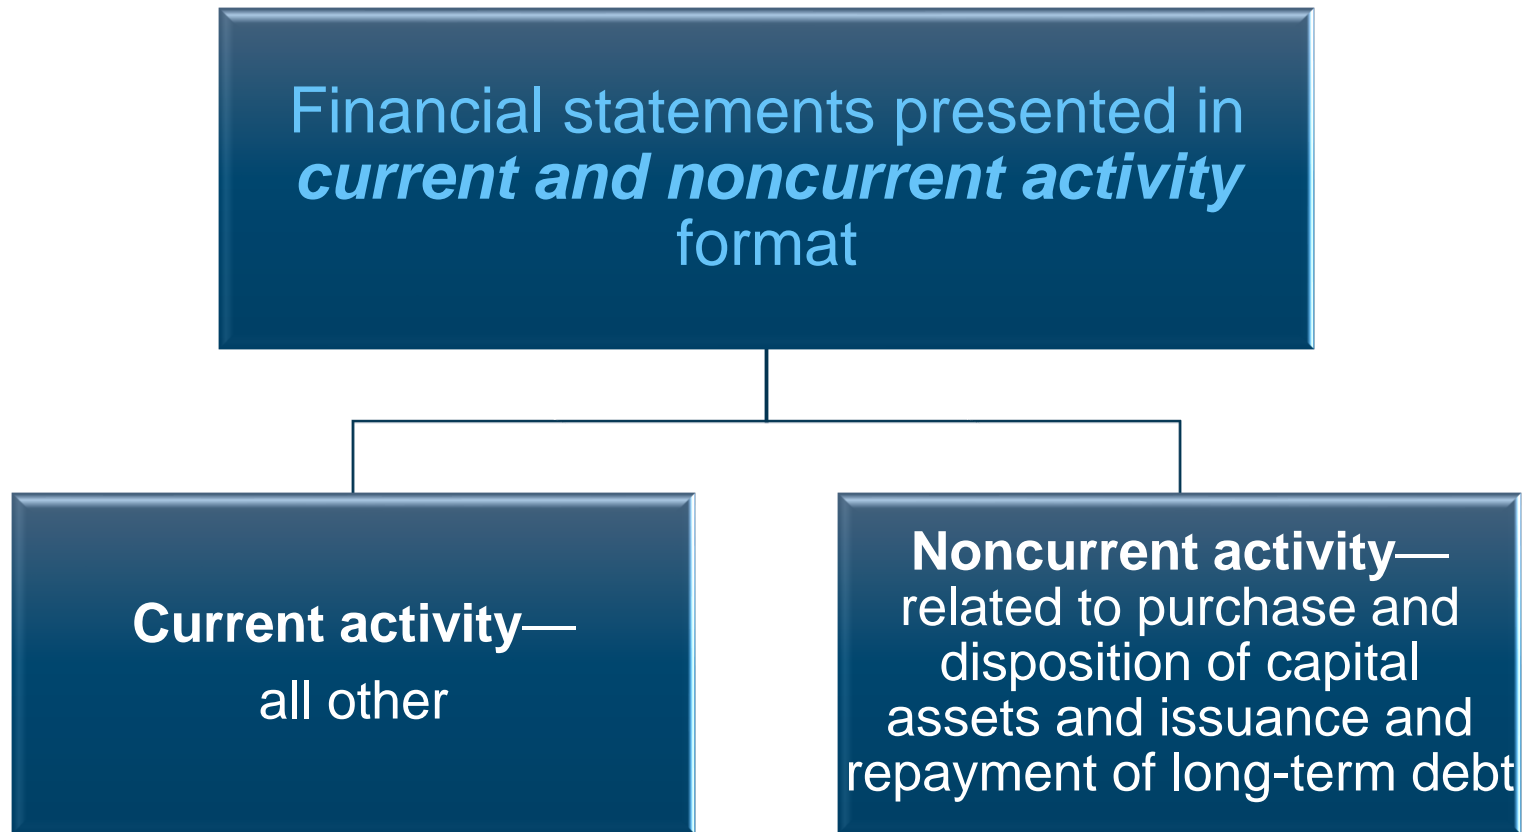 Financial statements presented in
current and noncurrent activity
format
Current activity—
all other
Noncurrent activity—
related to purchase and
disposition of capital
assets and issuance and
repayment of long-term debt